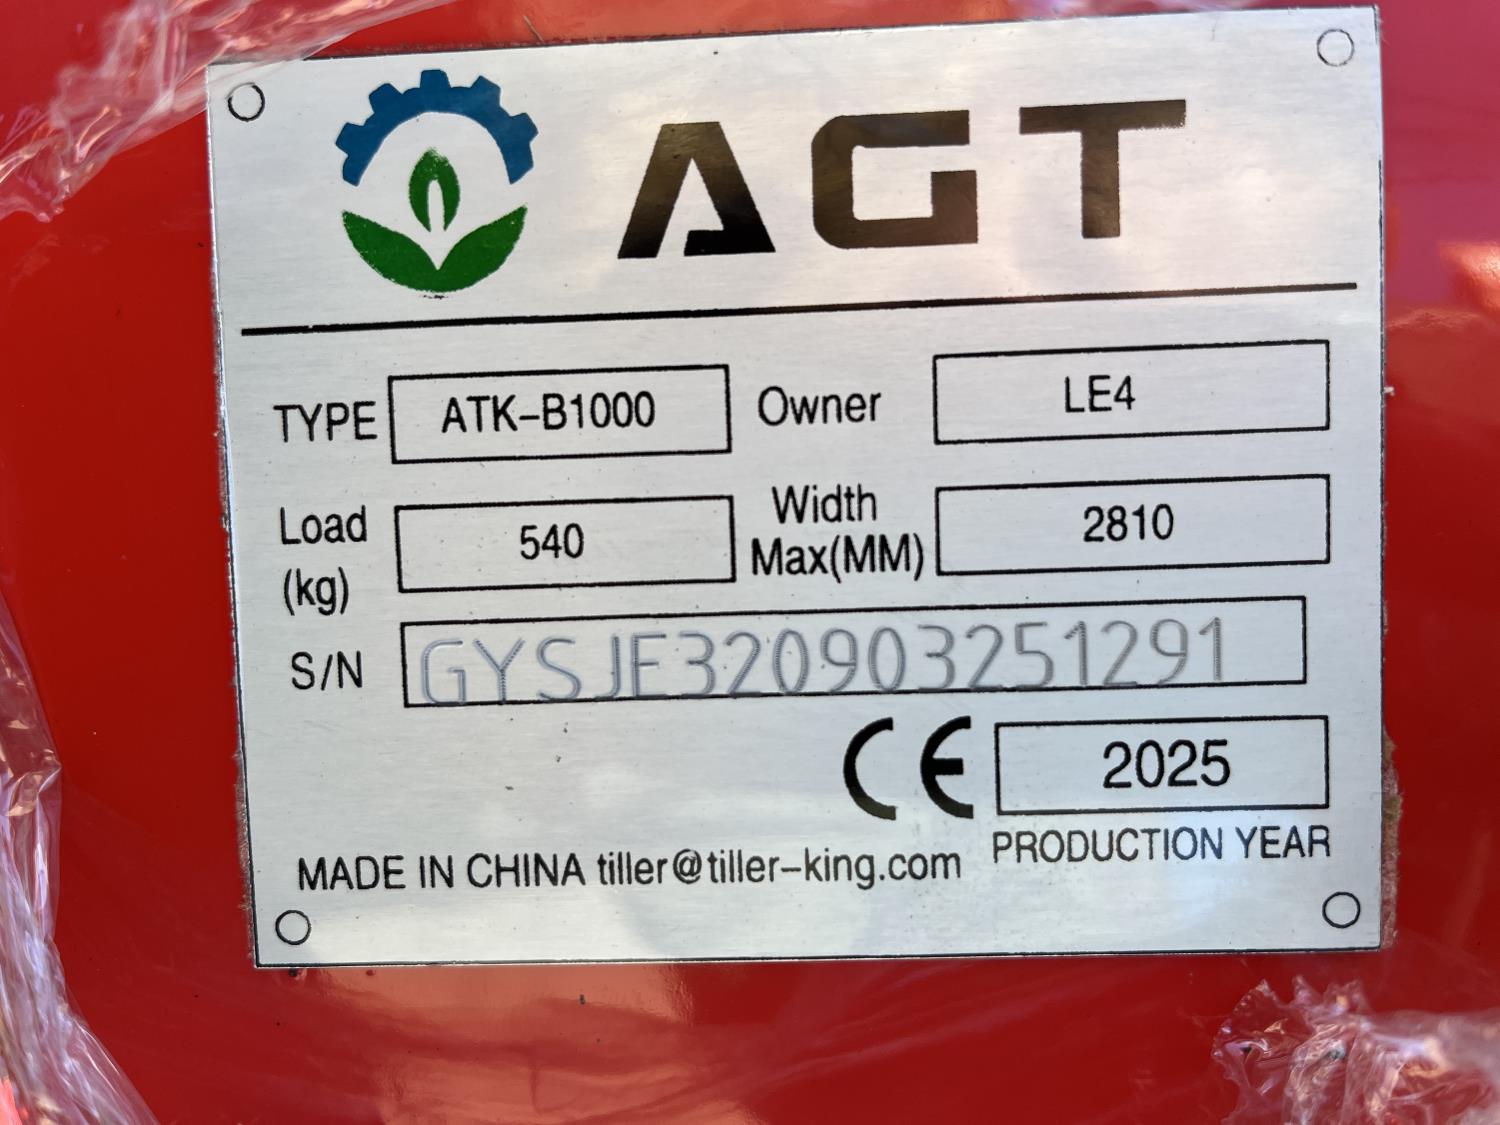 AGT
TYPE ATK-B1000 Owner LE4
Load (kg) 540 Width Max(MM) 2810
S/N GYSJE320903251291
CE 2025
PRODUCTION YEAR
MADE IN CHINA tiller@tiller-king.com